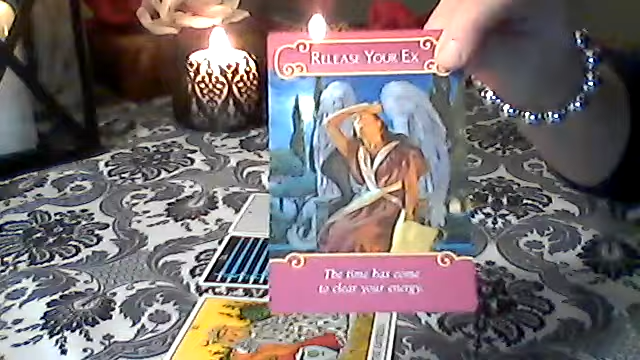 RELEASE YOUR EX
The time has come
to clear your energy.